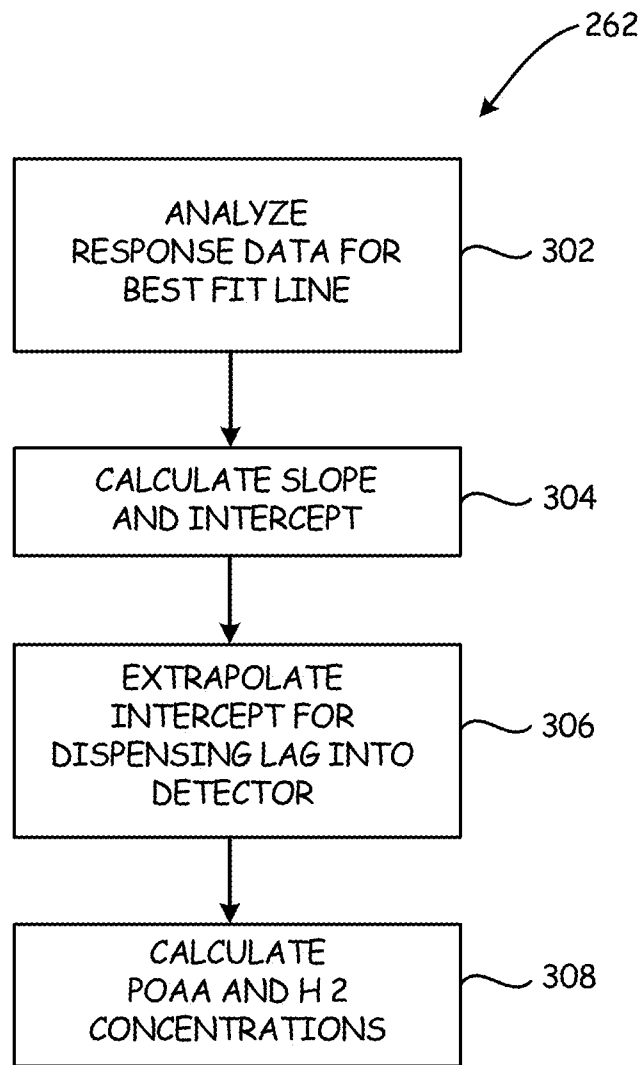 262
ANALYZE
RESPONSE DATA FOR
BEST FIT LINE
302
CALCULATE SLOPE
AND INTERCEPT
304
EXTRAPOLATE
INTERCEPT FOR
DISPENSING LAG INTO
DETECTOR
306
CALCULATE
POAA AND H 2
CONCENTRATIONS
308